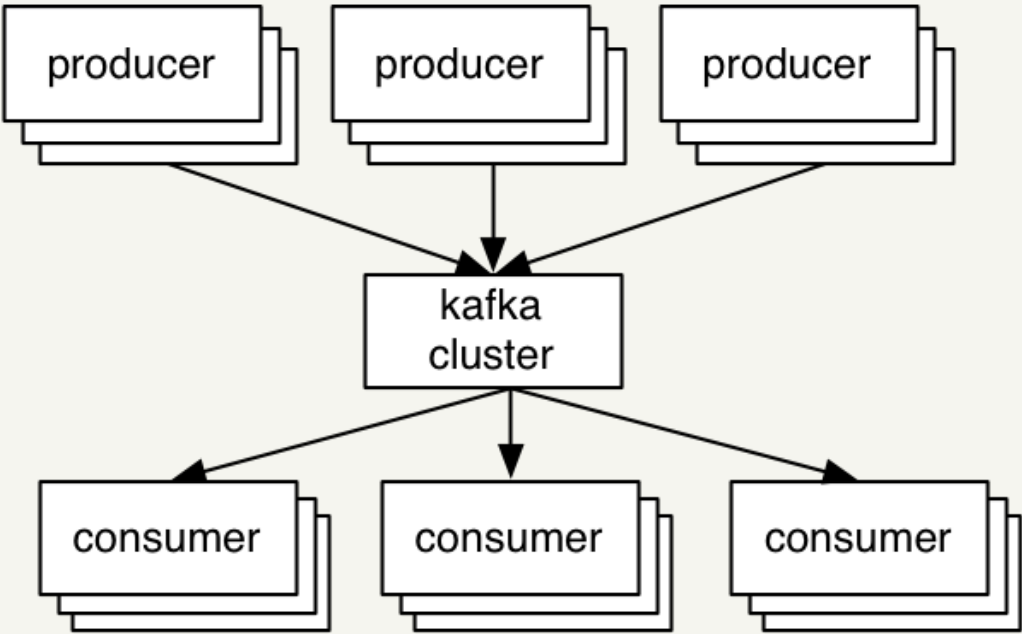 producer
producer
producer
kafka
cluster
consumer
consumer
consumer